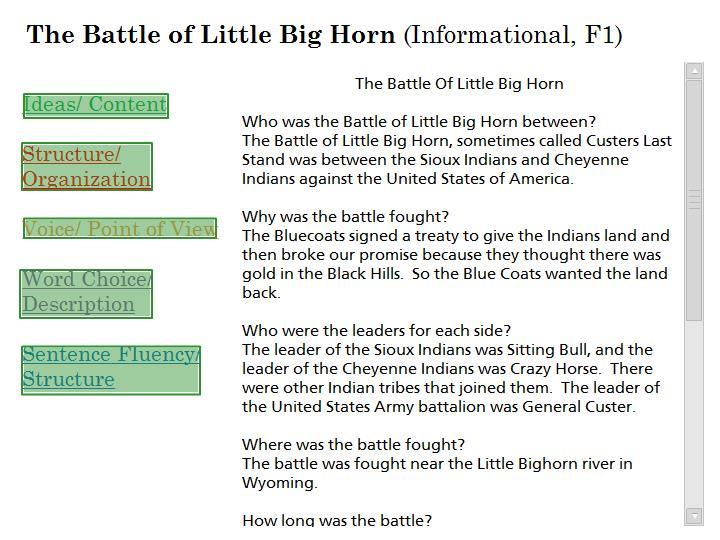 The Battle of Little Big Horn (Informational, F1)
Ideas/ Content
Structure/
Organization
Voice/ Point of View
Word Choice/
Description
Sentence Fluency/
Structure
The Battle Of Little Big Horn
Who was the Battle of Little Big Horn between?
The Battle of Little Big Horn, sometimes called Custers Last
Stand was between the Sioux Indians and Cheyenne
Indians against the United States of America.
Why was the battle fought?
The Bluecoats signed a treaty to give the Indians land and
then broke our promise because they thought there was
gold in the Black Hills.  So the Blue Coats wanted the land
back.
Who were the leaders for each side?
The leader of the Sioux Indians was Sitting Bull, and the
leader of the Cheyenne Indians was Crazy Horse.  There
were other Indian tribes that joined them.  The leader of
the United States Army battalion was General Custer.
Where was the battle fought?
The battle was fought near the Little Bighorn river in
Wyoming.
How long was the battle?